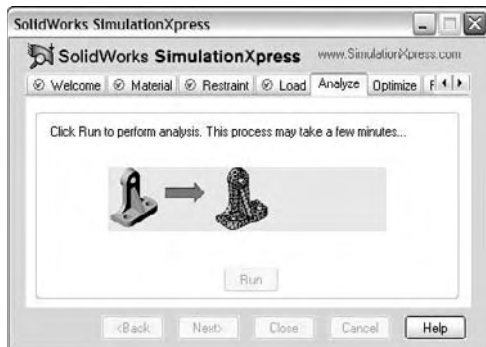 SolidWorks SimulationXpress
SolidWorks SimulationXpress www.SimulationXpress.com
Welcome Material Restraint Load Analyze Optimize F
Click Run to perform analysis. This process may take a few minutes...
Run
<Back Next> Close Cancel Help